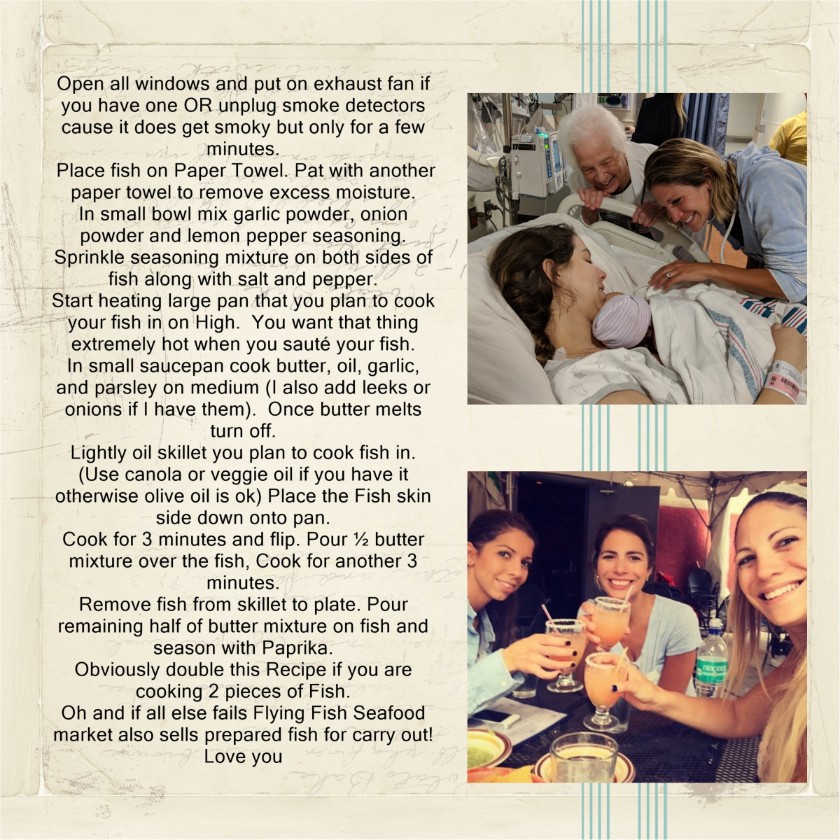 Open all windows and put on exhaust fan if
you have one OR unplug smoke detectors
cause it does get smoky but only for a few
minutes.
Place fish on Paper Towel. Pat with another
paper towel to remove excess moisture.
In small bowl mix garlic powder, onion
powder and lemon pepper seasoning.
Sprinkle seasoning mixture on both sides of
fish along with salt and pepper.
Start heating large pan that you plan to cook
your fish in on High. You want that thing
extremely hot when you sauté your fish.
In small saucepan cook butter, oil, garlic,
and parsley on medium (I also add leeks or
onions if I have them). Once butter melts
turn off.
Lightly oil skillet you plan to cook fish in.
(Use canola or veggie oil if you have it
otherwise olive oil is ok) Place the Fish skin
side down onto pan.
Cook for 3 minutes and flip. Pour ½ butter
mixture over the fish, Cook for another 3
minutes.
Remove fish from skillet to plate. Pour
remaining half of butter mixture on fish and
season with Paprika.
Obviously double this Recipe if you are
cooking 2 pieces of Fish.
Oh and if all else fails Flying Fish Seafood
market also sells prepared fish for carry out!
Love you